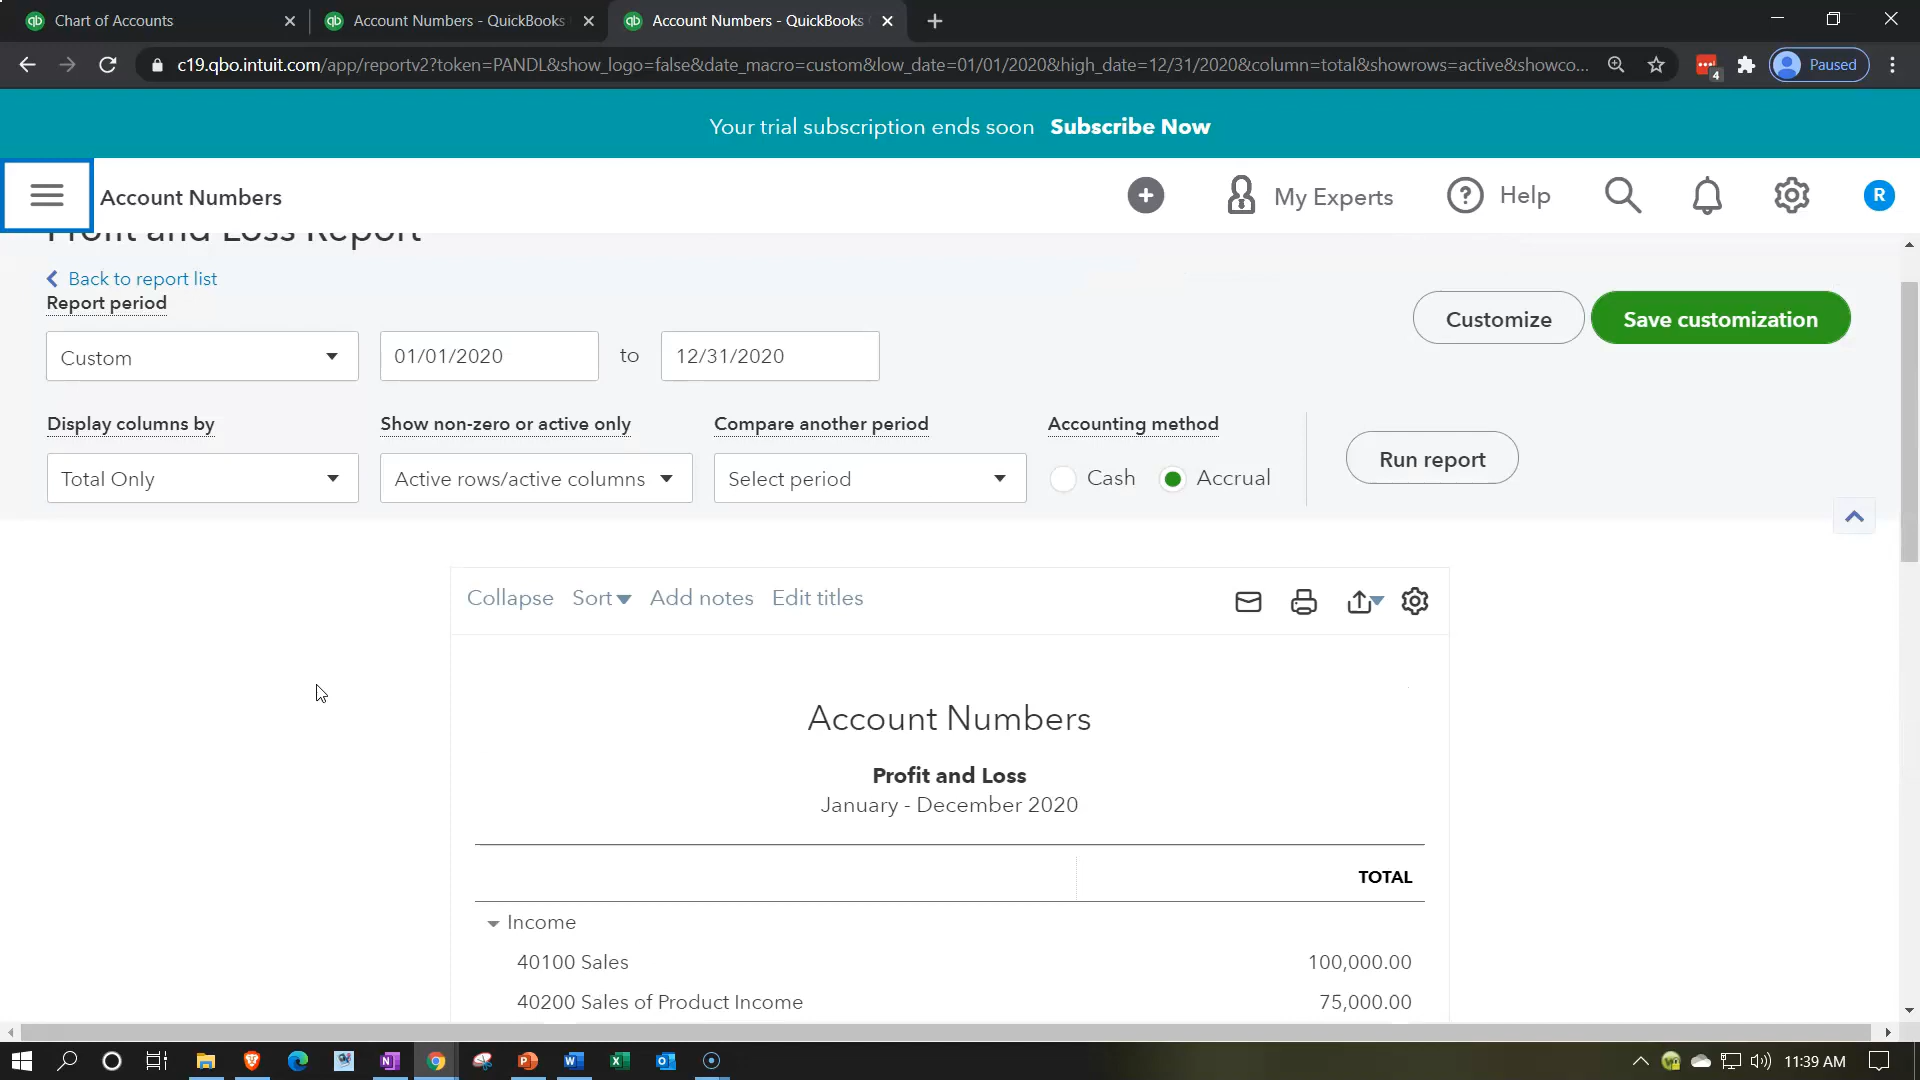 Chart of Accounts
Account Numbers - QuickBooks
Account Numbers - QuickBooks
c19.qbo.intuit.com/app/reportv2?token=PANDL&show_logo=false&date_macro=custom&low_date=01/01/2020&high_date=12/31/2020&column=total&showrows=active&showco...
4
Paused
Your trial subscription ends soon Subscribe Now
Account Numbers
My Experts
Help
R
Profit and Loss Report
Back to report list
Report period
Custom
01/01/2020
to
12/31/2020
Customize
Save customization
Display columns by
Show non-zero or active only
Compare another period
Accounting method
Total Only
Active rows/active columns
Select period
Cash
Accrual
Run report
Collapse Sort Add notes Edit titles
Account Numbers
Profit and Loss
January - December 2020
TOTAL
Income
40100 Sales 100,000.00
40200 Sales of Product Income 75,000.00
11:39 AM